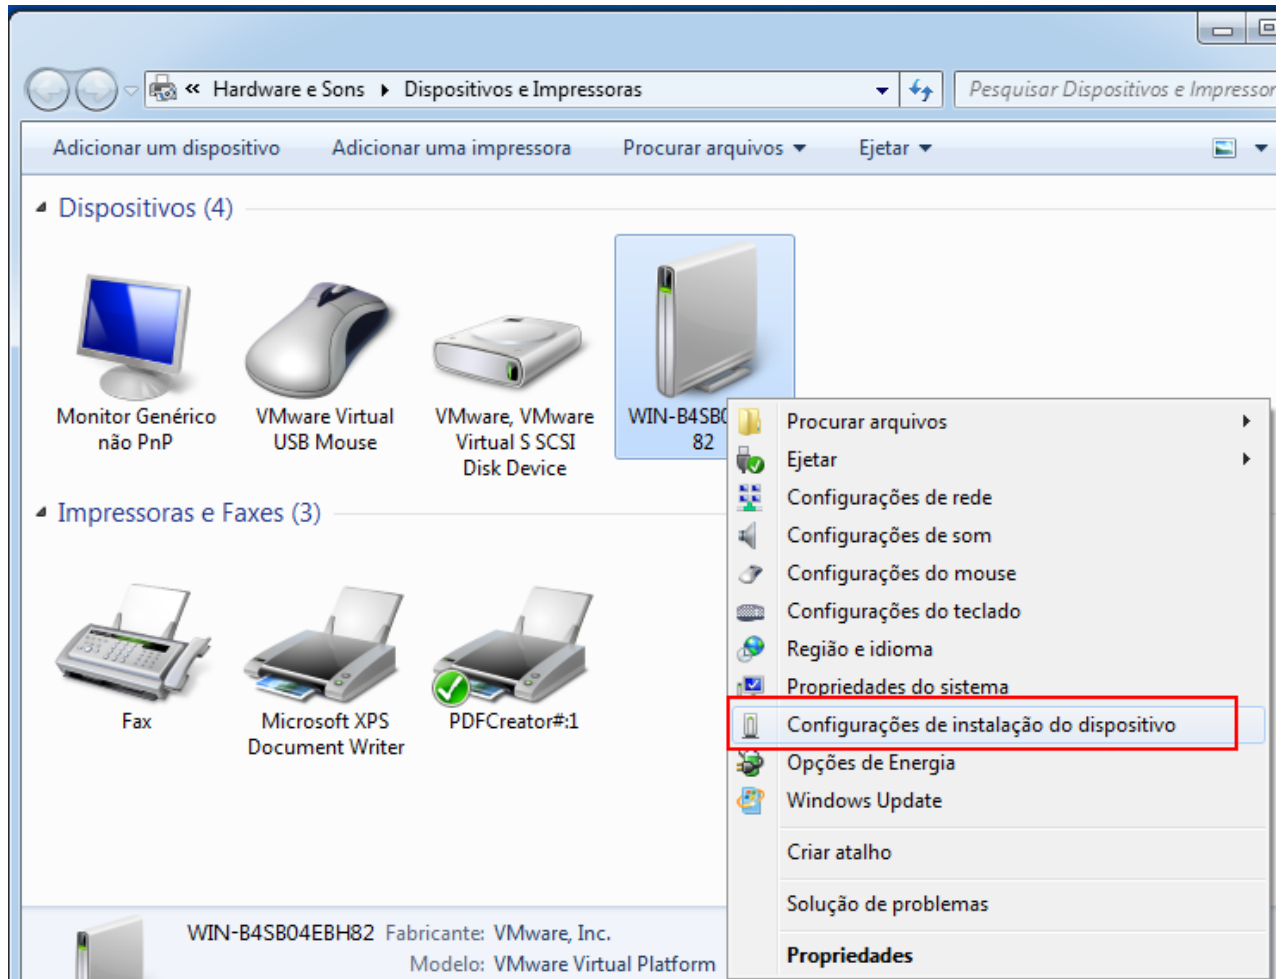 Hardware e Sons
Dispositivos e Impressoras
Pesquisar Dispositivos e Impressor
Adicionar um dispositivo
Adicionar uma impressora
Procurar arquivos
Ejetar
Dispositivos (4)
Monitor Genérico
não PnP
VMware Virtual
USB Mouse
VMware, VMware
Virtual S SCSI
Disk Device
WIN-B4SB0
82
Impressoras e Faxes (3)
Fax
Microsoft XPS
Document Writer
PDFCreator#:1
Procurar arquivos
Ejetar
Configurações de rede
Configurações de som
Configurações do mouse
Configurações do teclado
Região e idioma
Propriedades do sistema
Configurações de instalação do dispositivo
Opções de Energia
Windows Update
Criar atalho
Solução de problemas
Propriedades
WIN-B4SB04EBH82 Fabricante: VMware, Inc.
Modelo: VMware Virtual Platform